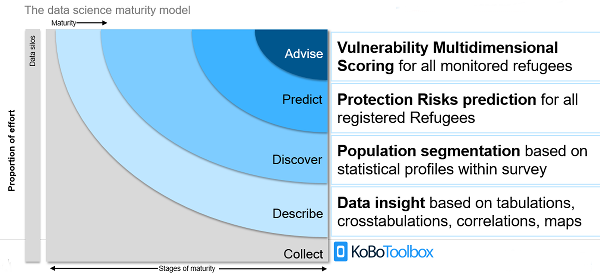 The data science maturity model
Maturity
Data silos
Proportion of effort
Advise
Predict
Discover
Describe
Collect
Stages of maturity
Vulnerability Multidimensional
Scoring for all monitored refugees
Protection Risks prediction for all
registered Refugees
Population segmentation based on
statistical profiles within survey
Data insight based on tabulations,
crosstabulations, correlations, maps
KoBoToolbox